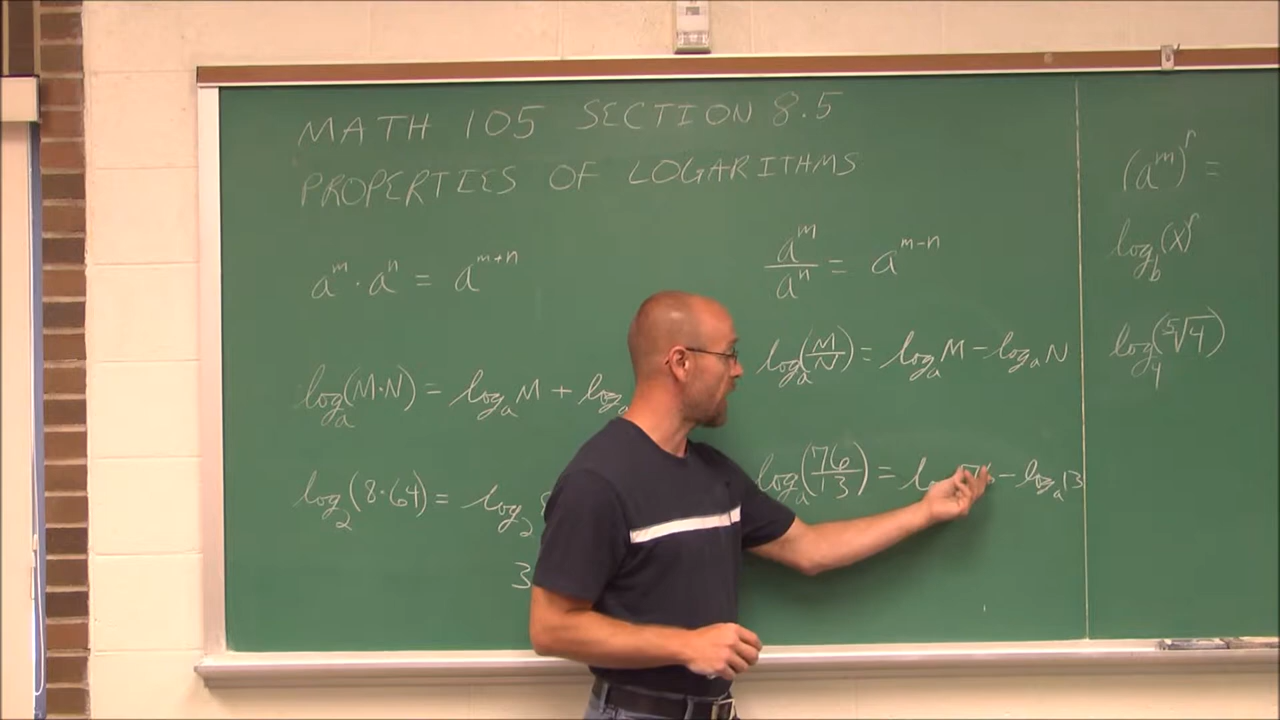 MATH 105 SECTION 8.5
PROPERTIES OF LOGARITHMS
a^m · a^n = a^(m+n)
log_a(M·N) = log_a M + log_a
log_2(8·64) = log_2 8
3
a^m / a^n = a^(m-n)
log_a(M/N) = log_a M - log_a N
log_a(76/13) = - log_a 13
(a^m)^r =
log_b(x)^r
log_4(⁵√4)